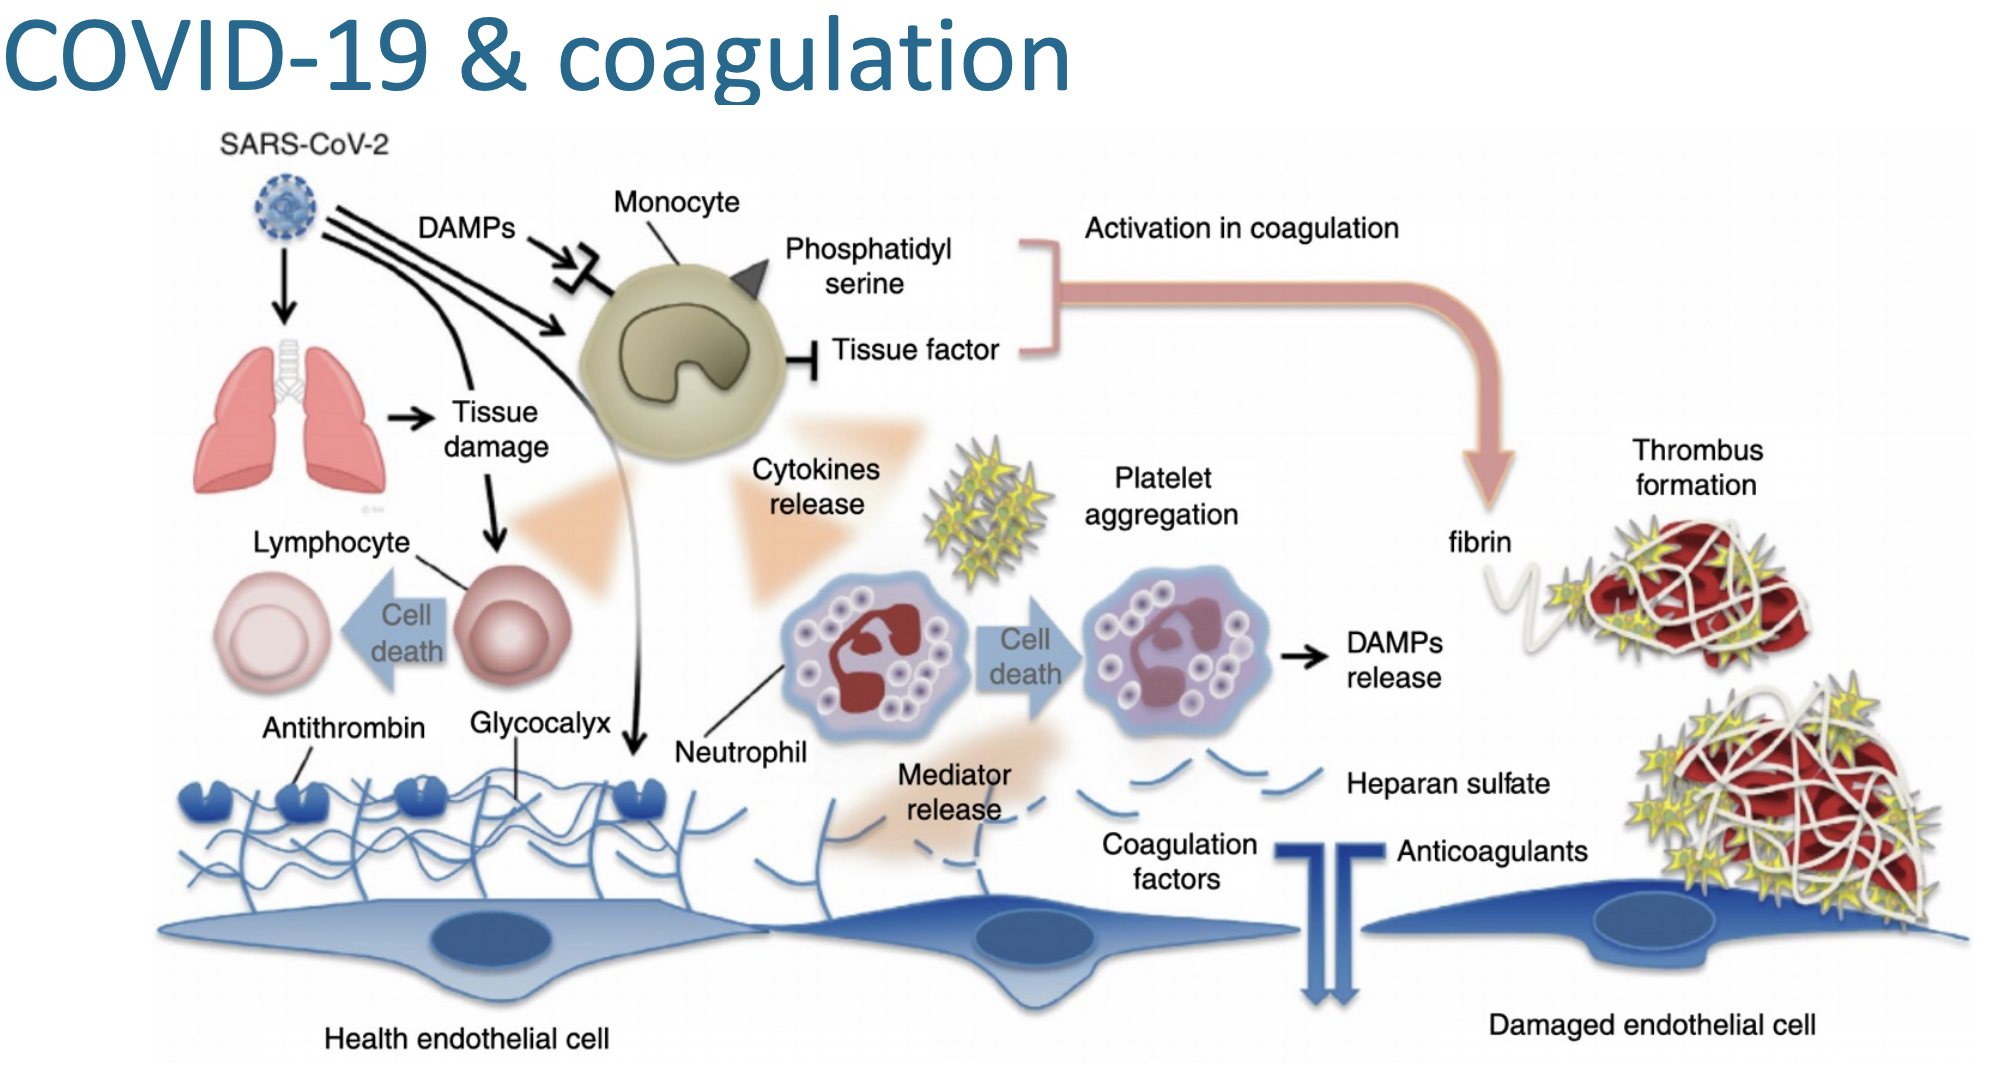 COVID-19 & coagulation
SARS-CoV-2
Monocyte
DAMPs
Phosphatidyl
serine
Activation in coagulation
Tissue factor
Tissue
damage
Cytokines
release
Platelet
aggregation
Thrombus
formation
Lymphocyte
fibrin
Cell
death
Cell
death
DAMPs
release
Antithrombin
Glycocalyx
Neutrophil
Mediator
release
Heparan sulfate
Coagulation
factors
Anticoagulants
Health endothelial cell
Damaged endothelial cell